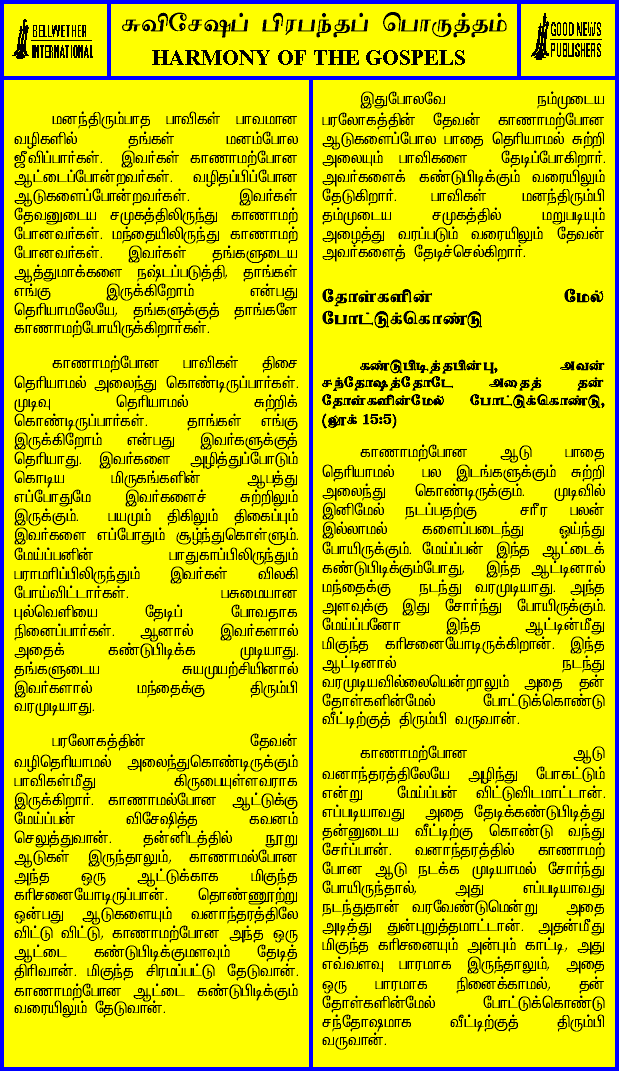 BELLWETHER
INTERNATIONAL
சுவிசேஷப் பிரபந்தப் பொருத்தம்
HARMONY OF THE GOSPELS
GOOD NEWS
PUBLISHERS
மனந்திரும்பாத பாவிகள் பாவமான
வழிகளில் தங்கள் மனம்போல
ஜீவிப்பார்கள். இவர்கள் காணாமற்போன
ஆட்டைப்போன்றவர்கள். வழிதப்பிப்போன
ஆடுகளைப்போன்றவர்கள். இவர்கள்
தேவனுடைய சமுகத்திலிருந்து காணாமற்
போனவர்கள். மந்தையிலிருந்து காணாமற்
போனவர்கள். இவர்கள் தங்களுடைய
ஆத்துமாக்களை நஷ்டப்படுத்தி, தாங்கள்
எங்கு இருக்கிறோம் என்பது
தெரியாமலேயே, தங்களுக்குத் தாங்களே
காணாமற்போயிருக்கிறார்கள்.
காணாமற்போன பாவிகள் திசை
தெரியாமல் அலைந்து கொண்டிருப்பார்கள்.
முடிவு தெரியாமல் சுற்றிக்
கொண்டிருப்பார்கள். தாங்கள் எங்கு
இருக்கிறோம் என்பது இவர்களுக்குத்
தெரியாது. இவர்களை அழித்துப்போடும்
கொடிய மிருகங்களின் ஆபத்து
எப்போதுமே இவர்களைச் சுற்றிலும்
இருக்கும். பயமும் திகிலும் திகைப்பும்
இவர்களை எப்போதும் சூழ்ந்துகொள்ளும்.
மேய்ப்பனின் பாதுகாப்பிலிருந்தும்
பராமரிப்பிலிருந்தும் இவர்கள் விலகி
போய்விட்டார்கள். பசுமையான
புல்வெளியை தேடிப் போவதாக
நினைப்பார்கள். ஆனால் இவர்களால்
அதைக் கண்டுபிடிக்க முடியாது.
தங்களுடைய சுயமுயற்சியினால்
இவர்களால் மந்தைக்கு திரும்பி
வரமுடியாது.
பரலோகத்தின் தேவன்
வழிதெரியாமல் அலைந்துகொண்டிருக்கும்
பாவிகள்மீது கிருபையுள்ளவராக
இருக்கிறார். காணாமல்போன ஆட்டுக்கு
மேய்ப்பன் விசேஷித்த கவனம்
செலுத்துவான். தன்னிடத்தில் நூறு
ஆடுகள் இருந்தாலும், காணாமல்போன
அந்த ஒரு ஆட்டுக்காக மிகுந்த
கரிசனையோடிருப்பான். தொண்ணூற்று
ஒன்பது ஆடுகளையும் வனாந்தரத்திலே
விட்டு விட்டு, காணாமற்போன அந்த ஒரு
ஆட்டை கண்டுபிடிக்குமளவும் தேடித்
திரிவான். மிகுந்த சிரமப்பட்டு தேடுவான்.
காணாமற்போன ஆட்டை கண்டுபிடிக்கும்
வரையிலும் தேடுவான்.
இதுபோலவே நம்முடைய
பரலோகத்தின் தேவன் காணாமற்போன
ஆடுகளைப்போல பாதை தெரியாமல் சுற்றி
அலையும் பாவிகளை தேடிப்போகிறார்.
அவர்களைக் கண்டுபிடிக்கும் வரையிலும்
தேடுகிறார். பாவிகள் மனந்திரும்பி
தம்முடைய சமுகத்தில் மறுபடியும்
அழைத்து வரப்படும் வரையிலும் தேவன்
அவர்களைத் தேடிச்செல்கிறார்.
தோள்களின் மேல்
போட்டுக்கொண்டு
கண்டுபிடித்தபின்பு, அவன்
சந்தோஷத்தோடே அதைத் தன்
தோள்களின்மேல் போட்டுக்கொண்டு,
(லூக் 15:5)
காணாமற்போன ஆடு பாதை
தெரியாமல் பல இடங்களுக்கும் சுற்றி
அலைந்து கொண்டிருக்கும். முடிவில்
இனிமேல் நடப்பதற்கு சரீர பலன்
இல்லாமல் களைப்படைந்து ஓய்ந்து
போயிருக்கும். மேய்ப்பன் இந்த ஆட்டைக்
கண்டுபிடிக்கும்போது, இந்த ஆட்டினால்
மந்தைக்கு நடந்து வரமுடியாது. அந்த
அளவுக்கு இது சோர்ந்து போயிருக்கும்.
மேய்ப்பனோ இந்த ஆட்டின்மீது
மிகுந்த கரிசனையோடிருக்கிறான். இந்த
ஆட்டினால் நடந்து
வரமுடியவில்லையென்றாலும் அதை தன்
தோள்களின்மேல் போட்டுக்கொண்டு
வீட்டிற்குத் திரும்பி வருவான்.
காணாமற்போன ஆடு
வனாந்தரத்திலேயே அழிந்து போகட்டும்
என்று மேய்ப்பன் விட்டுவிடமாட்டான்.
எப்படியாவது அதை தேடிக்கண்டுபிடித்து
தன்னுடைய வீட்டிற்கு கொண்டு வந்து
சேர்ப்பான். வனாந்தரத்தில் காணாமற்
போன ஆடு நடக்க முடியாமல் சோர்ந்து
போயிருந்தால், அது எப்படியாவது
நடந்துதான் வரவேண்டுமென்று அதை
அடித்து துன்புறுத்தமாட்டான். அதன்மீது
மிகுந்த கரிசனையும் அன்பும் காட்டி, அது
எவ்வளவு பாரமாக இருந்தாலும், அதை
ஒரு பாரமாக நினைக்காமல், தன்
தோள்களின்மேல் போட்டுக்கொண்டு
சந்தோஷமாக வீட்டிற்குத் திரும்பி
வருவான்.